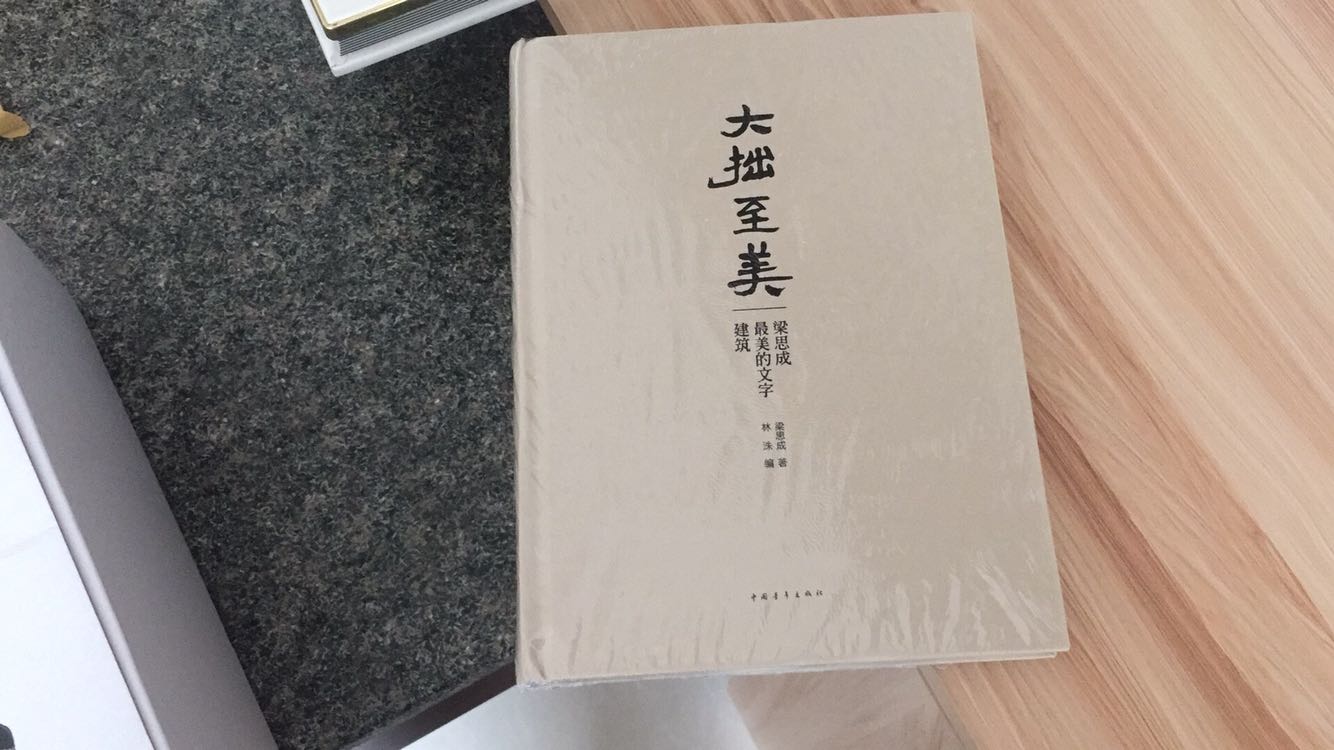 大拙至美
梁思成
最美的文字
建筑
梁思成 著
林洙 编
中国青年出版社